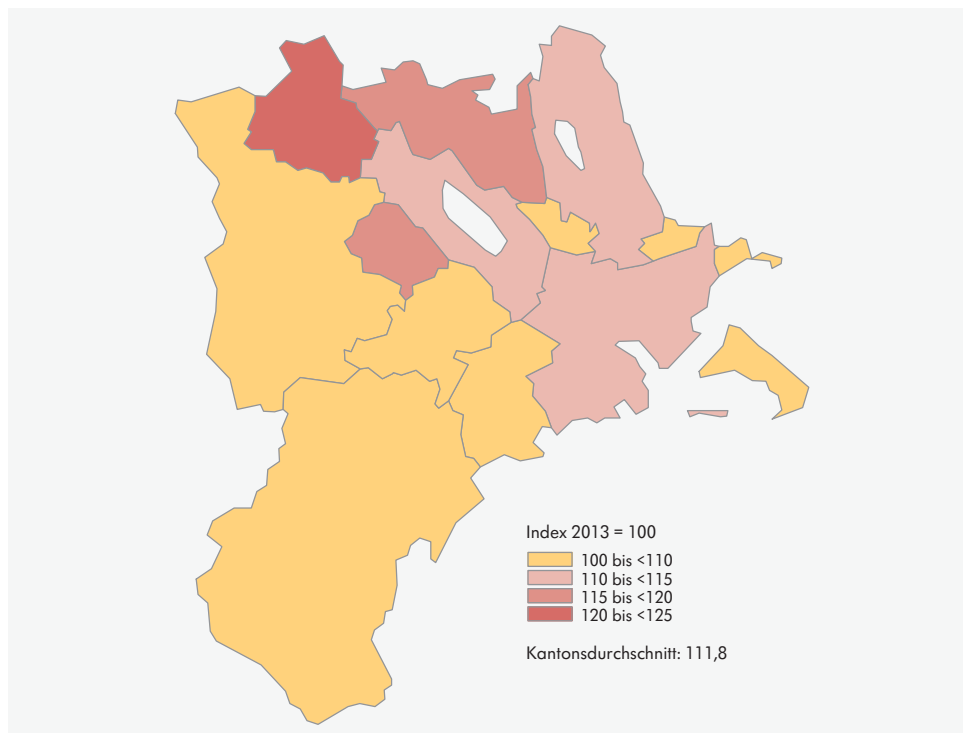 Index 2013 = 100
100 bis <110
110 bis <115
115 bis <120
120 bis <125
Kantonsdurchschnitt: 111,8